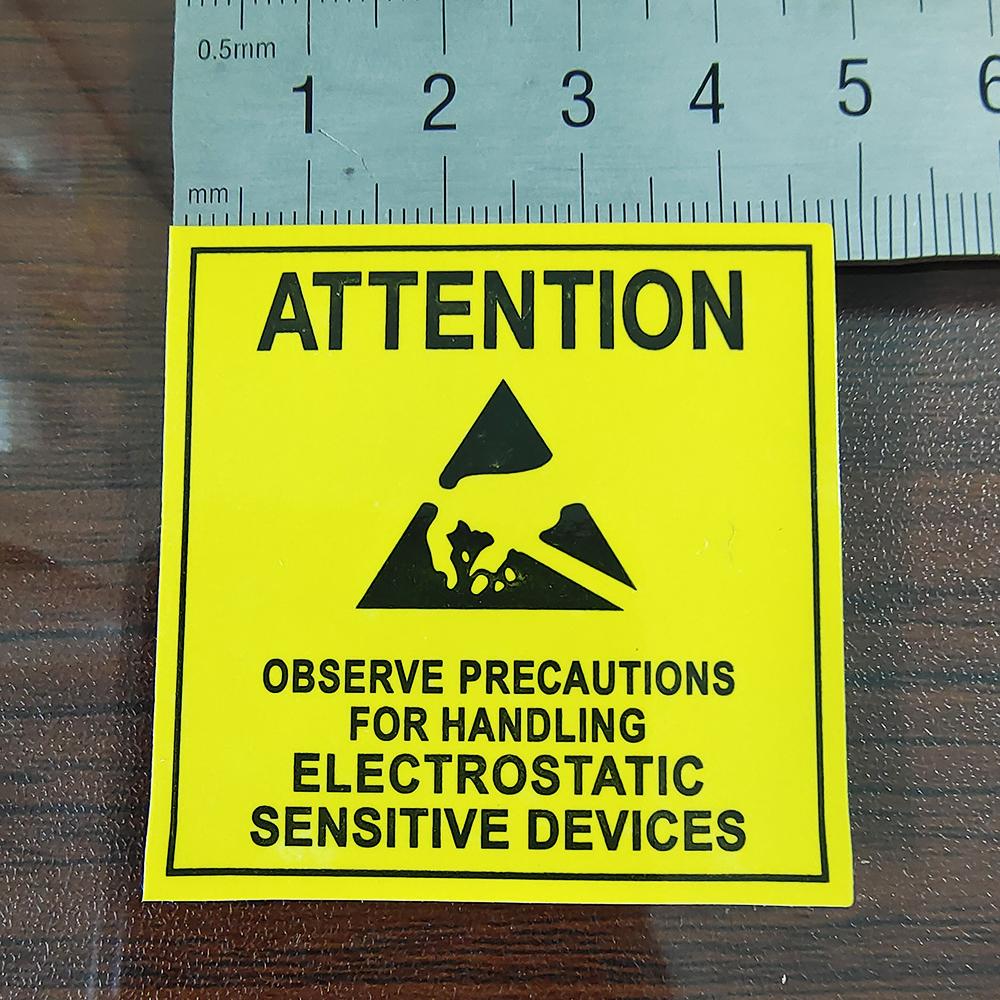 0.5mm
1 2 3 4 5 6
mm
ATTENTION
OBSERVE PRECAUTIONS
FOR HANDLING
ELECTROSTATIC
SENSITIVE DEVICES